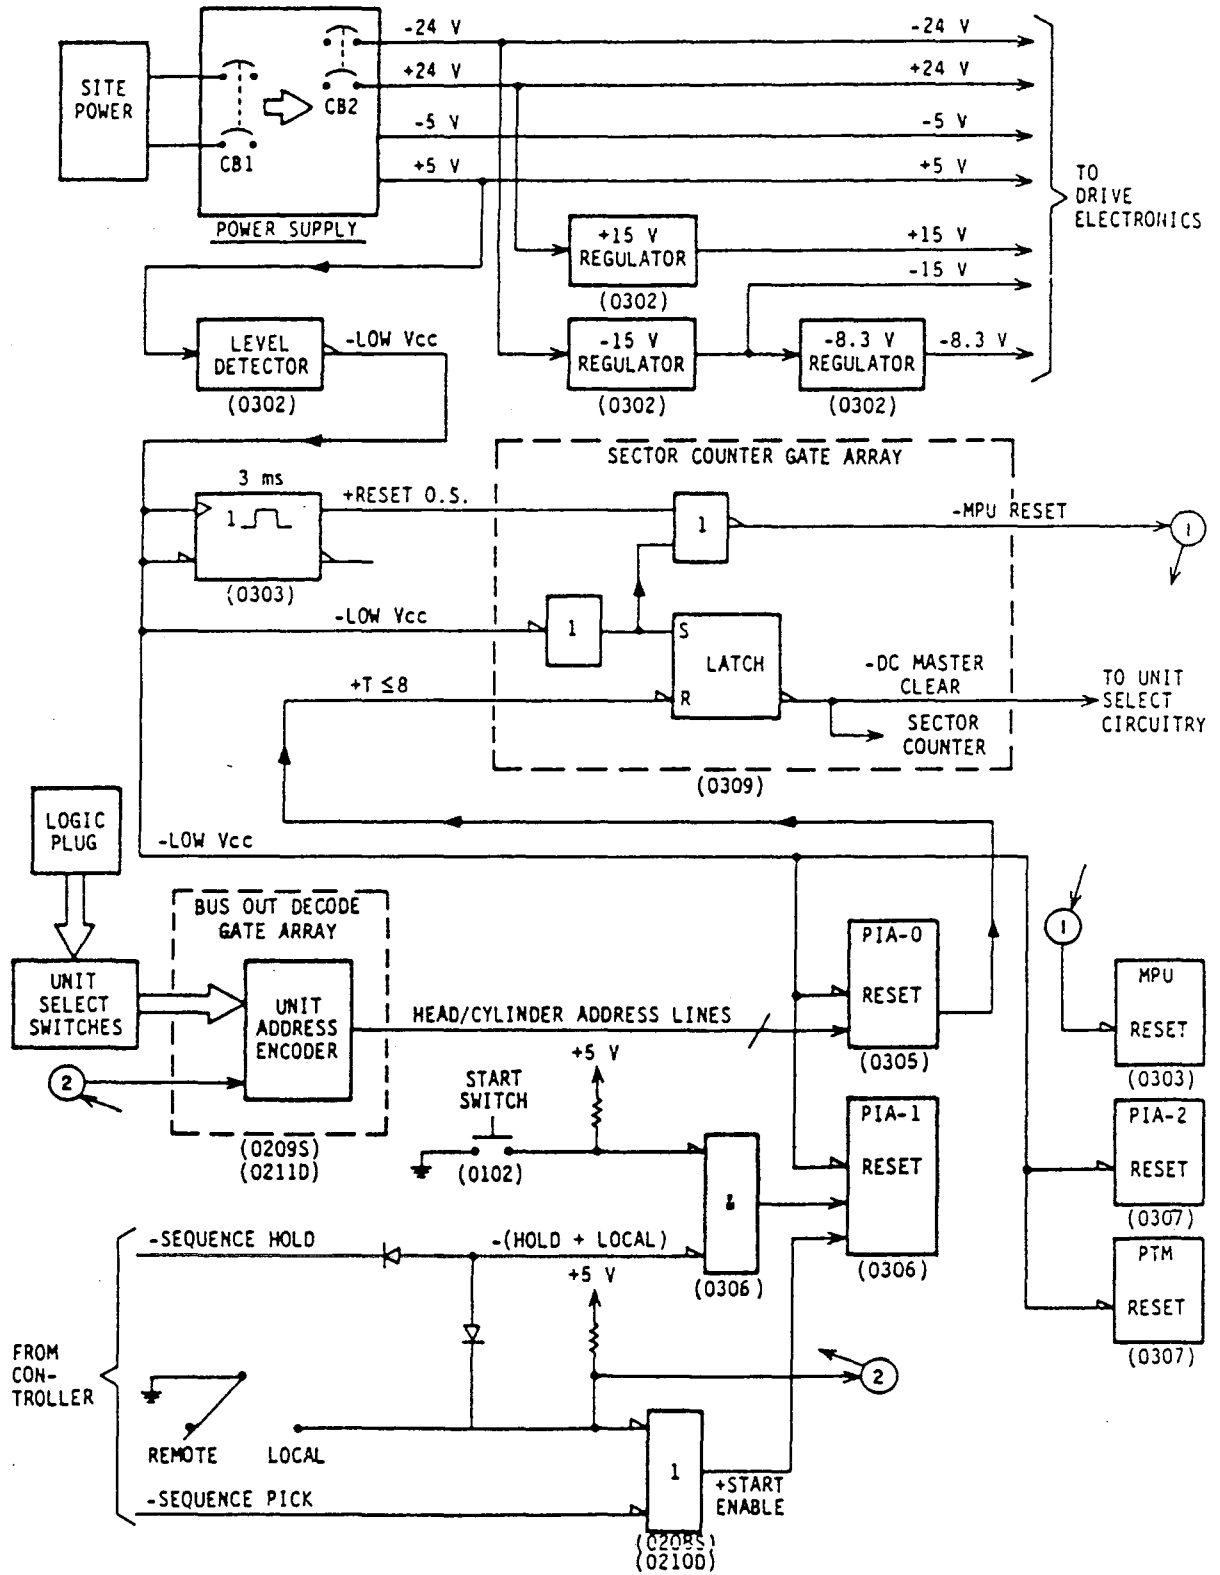 -24 V
-24 V
SITE
POWER
+24 V
+24 V
CB2
-5 V
-5 V
CB1
+5 V
+5 V
TO
DRIVE
ELECTRONICS
POWER SUPPLY
+15 V
REGULATOR
+15 V
(0302)
-15 V
LEVEL
DETECTOR
-LOW Vcc
(0302)
-15 V
REGULATOR
(0302)
-8.3 V
REGULATOR
-8.3 V
(0302)
SECTOR COUNTER GATE ARRAY
3 ms
+RESET O.S.
1
1
-MPU RESET
1
(0303)
-LOW Vcc
1
S
LATCH
R
+T ≤8
-DC MASTER
CLEAR
TO UNIT
SELECT
CIRCUITRY
SECTOR
COUNTER
(0309)
LOGIC
PLUG
-LOW Vcc
BUS OUT DECODE
GATE ARRAY
UNIT
SELECT
SWITCHES
UNIT
ADDRESS
ENCODER
2
(0209S)
(0211D)
HEAD/CYLINDER ADDRESS LINES
PIA-0
RESET
(0305)
1
MPU
RESET
(0303)
+5 V
START
SWITCH
(0102)
&
(0306)
PIA-1
RESET
(0306)
PIA-2
RESET
(0307)
PTM
RESET
(0307)
-SEQUENCE HOLD
-(HOLD + LOCAL)
+5 V
FROM
CON-
TROLLER
2
REMOTE
LOCAL
1
+START
ENABLE
-SEQUENCE PICK
(0208S)
(0210D)